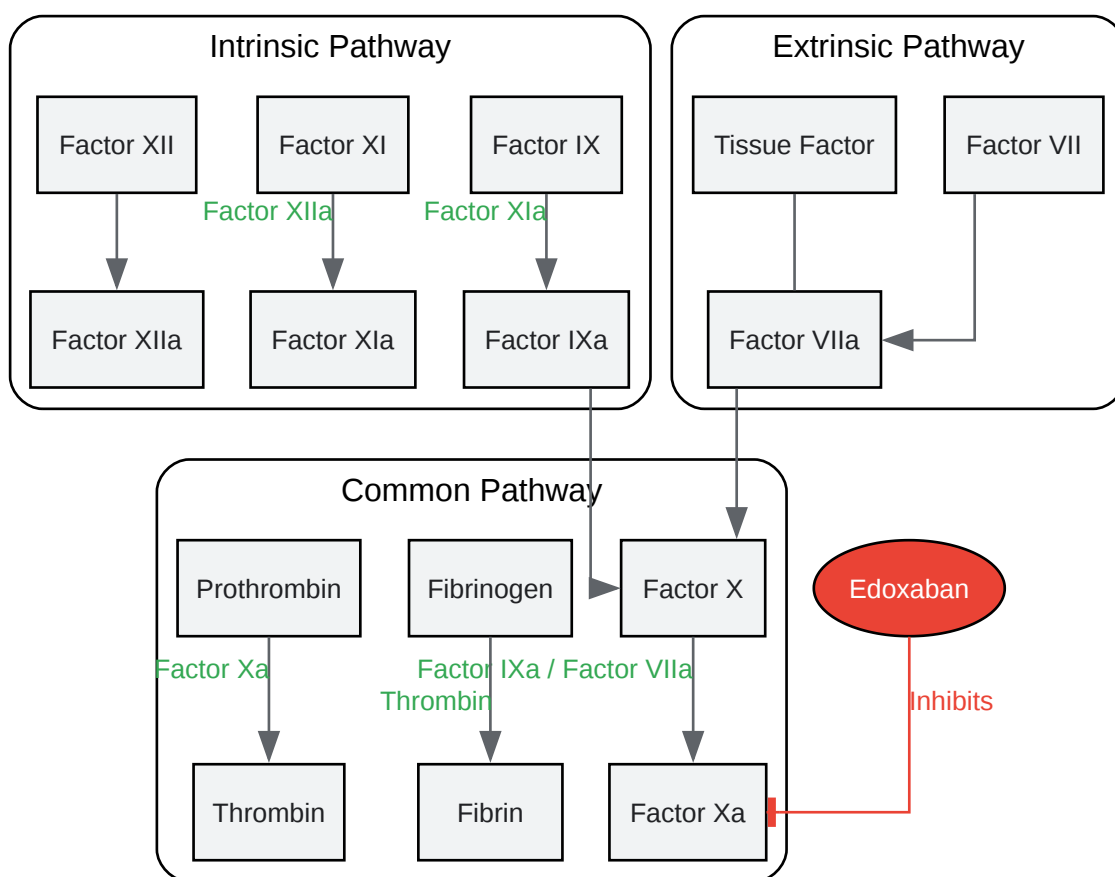 Intrinsic Pathway
Extrinsic Pathway
Factor XII
Factor XI
Factor IX
Tissue Factor
Factor VII
Factor XIIa
Factor XIa
Factor XIIa
Factor XIa
Factor IXa
Factor VIIa
Common Pathway
Prothrombin
Fibrinogen
Factor X
Edoxaban
Factor Xa
Factor IXa / Factor VIIa
Thrombin
Inhibits
Thrombin
Fibrin
Factor Xa